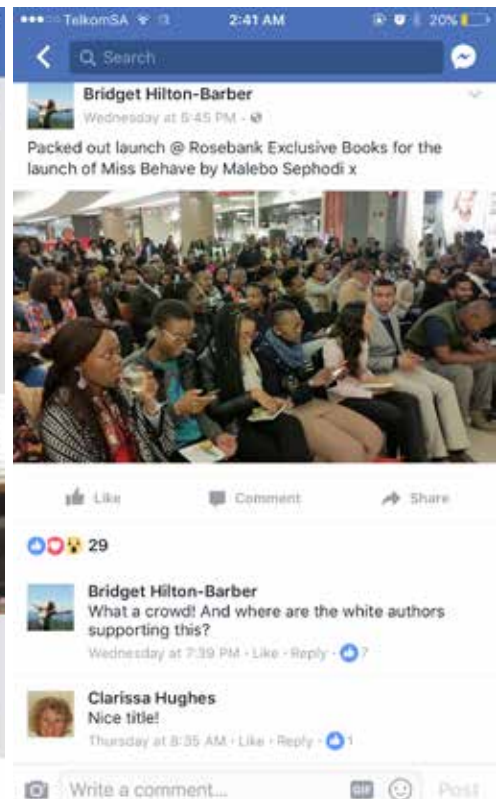 TelkomSA 2:41 AM 20%
Search
Bridget Hilton-Barber
Wednesday at 6:45 PM
Packed out launch @ Rosebank Exclusive Books for the
launch of Miss Behave by Malebo Sephodi x
Like Comment Share
29
Bridget Hilton-Barber
What a crowd! And where are the white authors
supporting this?
Wednesday at 7:39 PM · Like · Reply · 7
Clarissa Hughes
Nice title!
Thursday at 8:35 AM · Like · Reply · 1
Write a comment... GIF Post